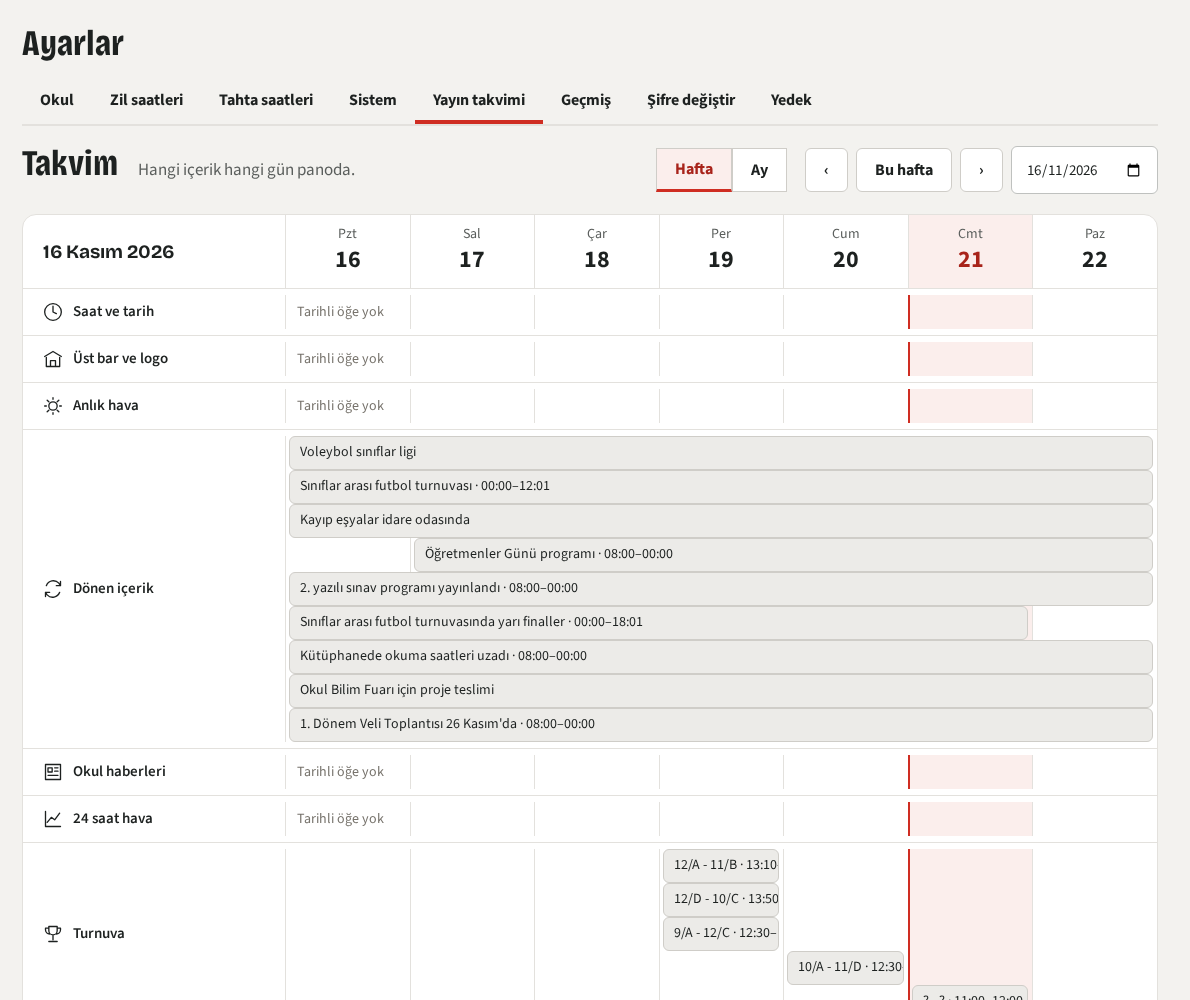 Ayarlar
Okul Zil saatleri Tahta saatleri Sistem Yayın takvimi Geçmiş Şifre değiştir Yedek
Takvim Hangi içerik hangi gün panoda. Hafta Ay ‹ Bu hafta › 16/11/2026
16 Kasım 2026 Pzt 16 Sal 17 Çar 18 Per 19 Cum 20 Cmt 21 Paz 22
Saat ve tarih Tarihli öğe yok
Üst bar ve logo Tarihli öğe yok
Anlık hava Tarihli öğe yok
Dönen içerik
Voleybol sınıflar ligi
Sınıflar arası futbol turnuvası · 00:00–12:01
Kayıp eşyalar idare odasında
Öğretmenler Günü programı · 08:00–00:00
2. yazılı sınav programı yayınlandı · 08:00–00:00
Sınıflar arası futbol turnuvasında yarı finaller · 00:00–18:01
Kütüphanede okuma saatleri uzadı · 08:00–00:00
Okul Bilim Fuarı için proje teslimi
1. Dönem Veli Toplantısı 26 Kasım'da · 08:00–00:00
Okul haberleri Tarihli öğe yok
24 saat hava Tarihli öğe yok
Turnuva
12/A - 11/B · 13:10
12/D - 10/C · 13:50
9/A - 12/C · 12:30–
10/A - 11/D · 12:30